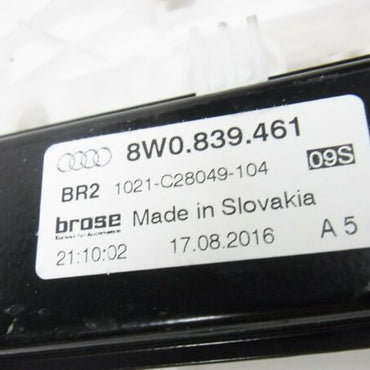 8W0.839.461
09S
BR2 1021-C28049-104
brose Made in Slovakia
21:10:02 17.08.2016 A 5